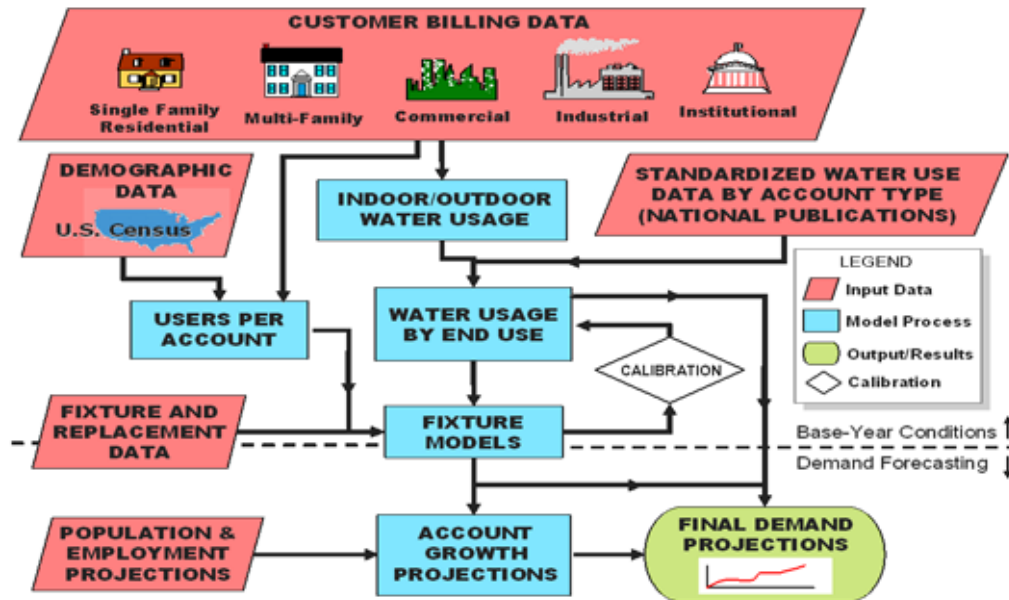 CUSTOMER BILLING DATA
Single Family
Residential
Multi-Family
Commercial
Industrial
Institutional
DEMOGRAPHIC
DATA
U.S. Census
INDOOR/OUTDOOR
WATER USAGE
STANDARDIZED WATER USE
DATA BY ACCOUNT TYPE
(NATIONAL PUBLICATIONS)
LEGEND
Input Data
Model Process
Output/Results
Calibration
USERS PER
ACCOUNT
WATER USAGE
BY END USE
CALIBRATION
FIXTURE AND
REPLACEMENT
DATA
FIXTURE
MODELS
Base-Year Conditions
Demand Forecasting
POPULATION &
EMPLOYMENT
PROJECTIONS
ACCOUNT
GROWTH
PROJECTIONS
FINAL DEMAND
PROJECTIONS